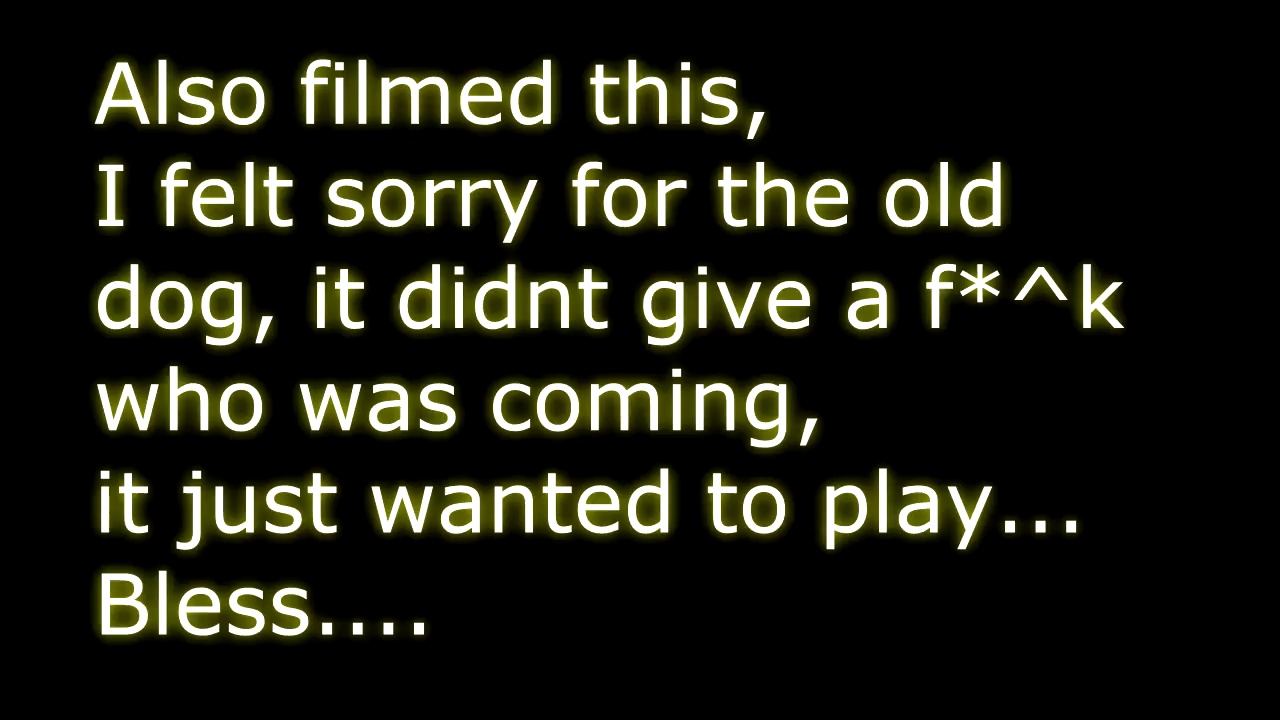 Also filmed this,
I felt sorry for the old
dog, it didnt give a f*^k
who was coming,
it just wanted to play...
Bless....